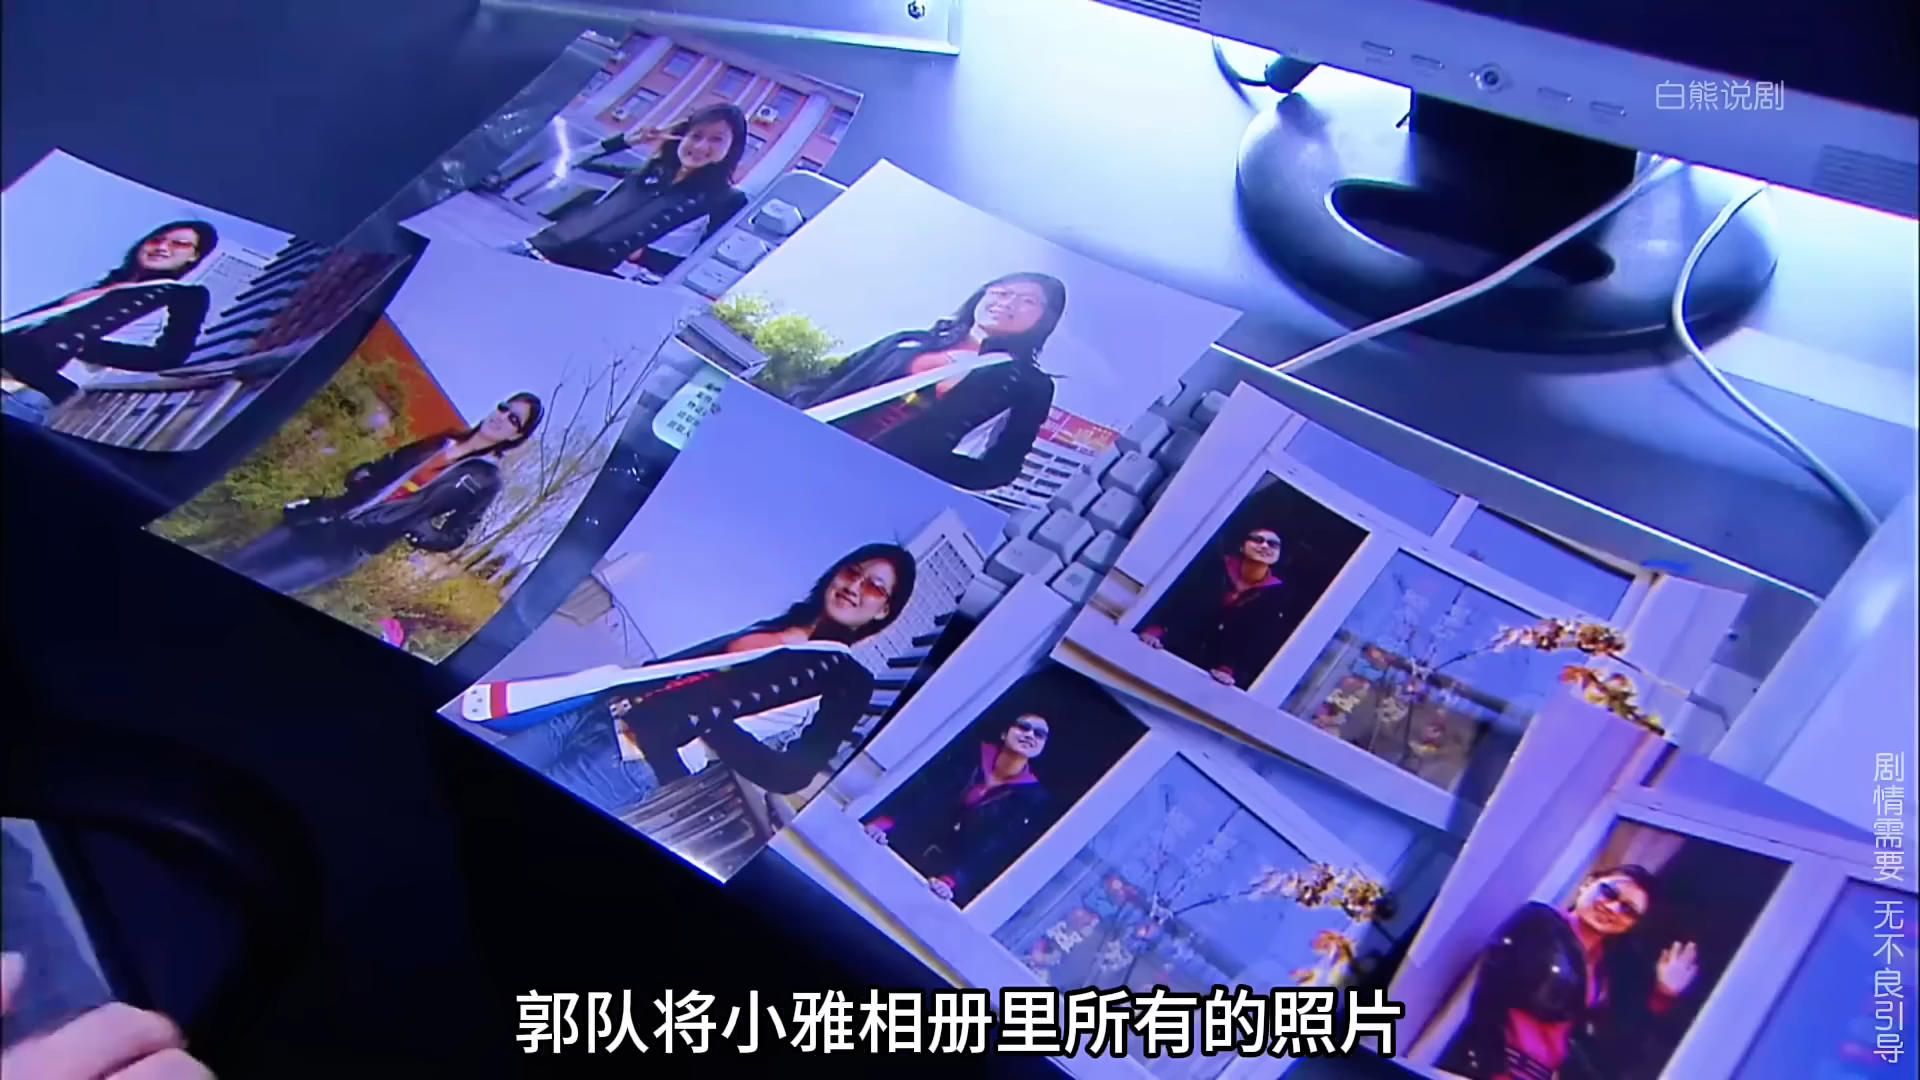 白熊说剧
剧情需要 无不良引导
郭队将小雅相册里所有的照片